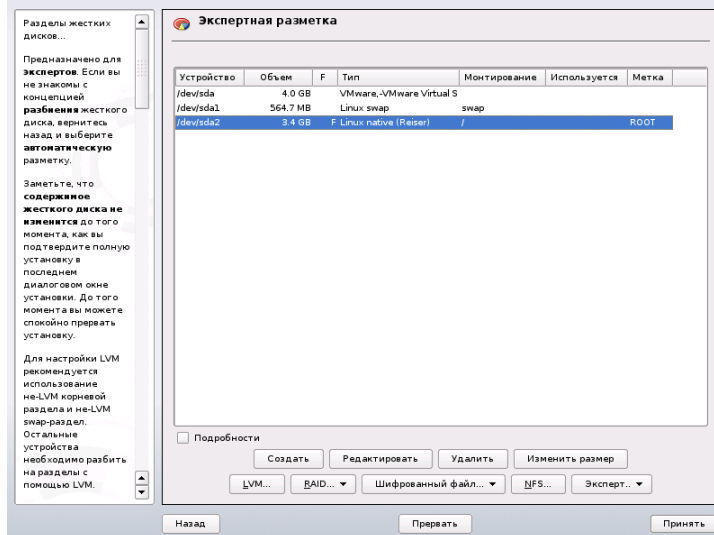 Разделы жестких
дисков...
Предназначено для
экспертов. Если вы
не знакомы с
концепцией
разбиения жесткого
диска, вернитесь
назад и выберите
автоматическую
разметку.
Заметьте, что
содержимое
жесткого диска не
изменится до того
момента, как вы
подтвердите полную
установку в
последнем
диалоговом окне
установки. До того
момента вы можете
спокойно прервать
установку.
Для настройки LVM
рекомендуется
использование
не-LVM корневой
раздела и не-LVM
swap-раздел.
Остальные
устройства
необходимо разбить
на разделы с
помощью LVM.
Экспертная разметка
Устройство Объем F Тип Монтирование Используется Метка
/dev/sda 4.0 GB VMware,-VMware Virtual S
/dev/sda1 564.7 MB Linux swap swap
/dev/sda2 3.4 GB F Linux native (Reiser) / ROOT
Подробности
Создать Редактировать Удалить Изменить размер
LVM... RAID... Шифрованный файл... NFS... Эксперт..
Назад Прервать Принять